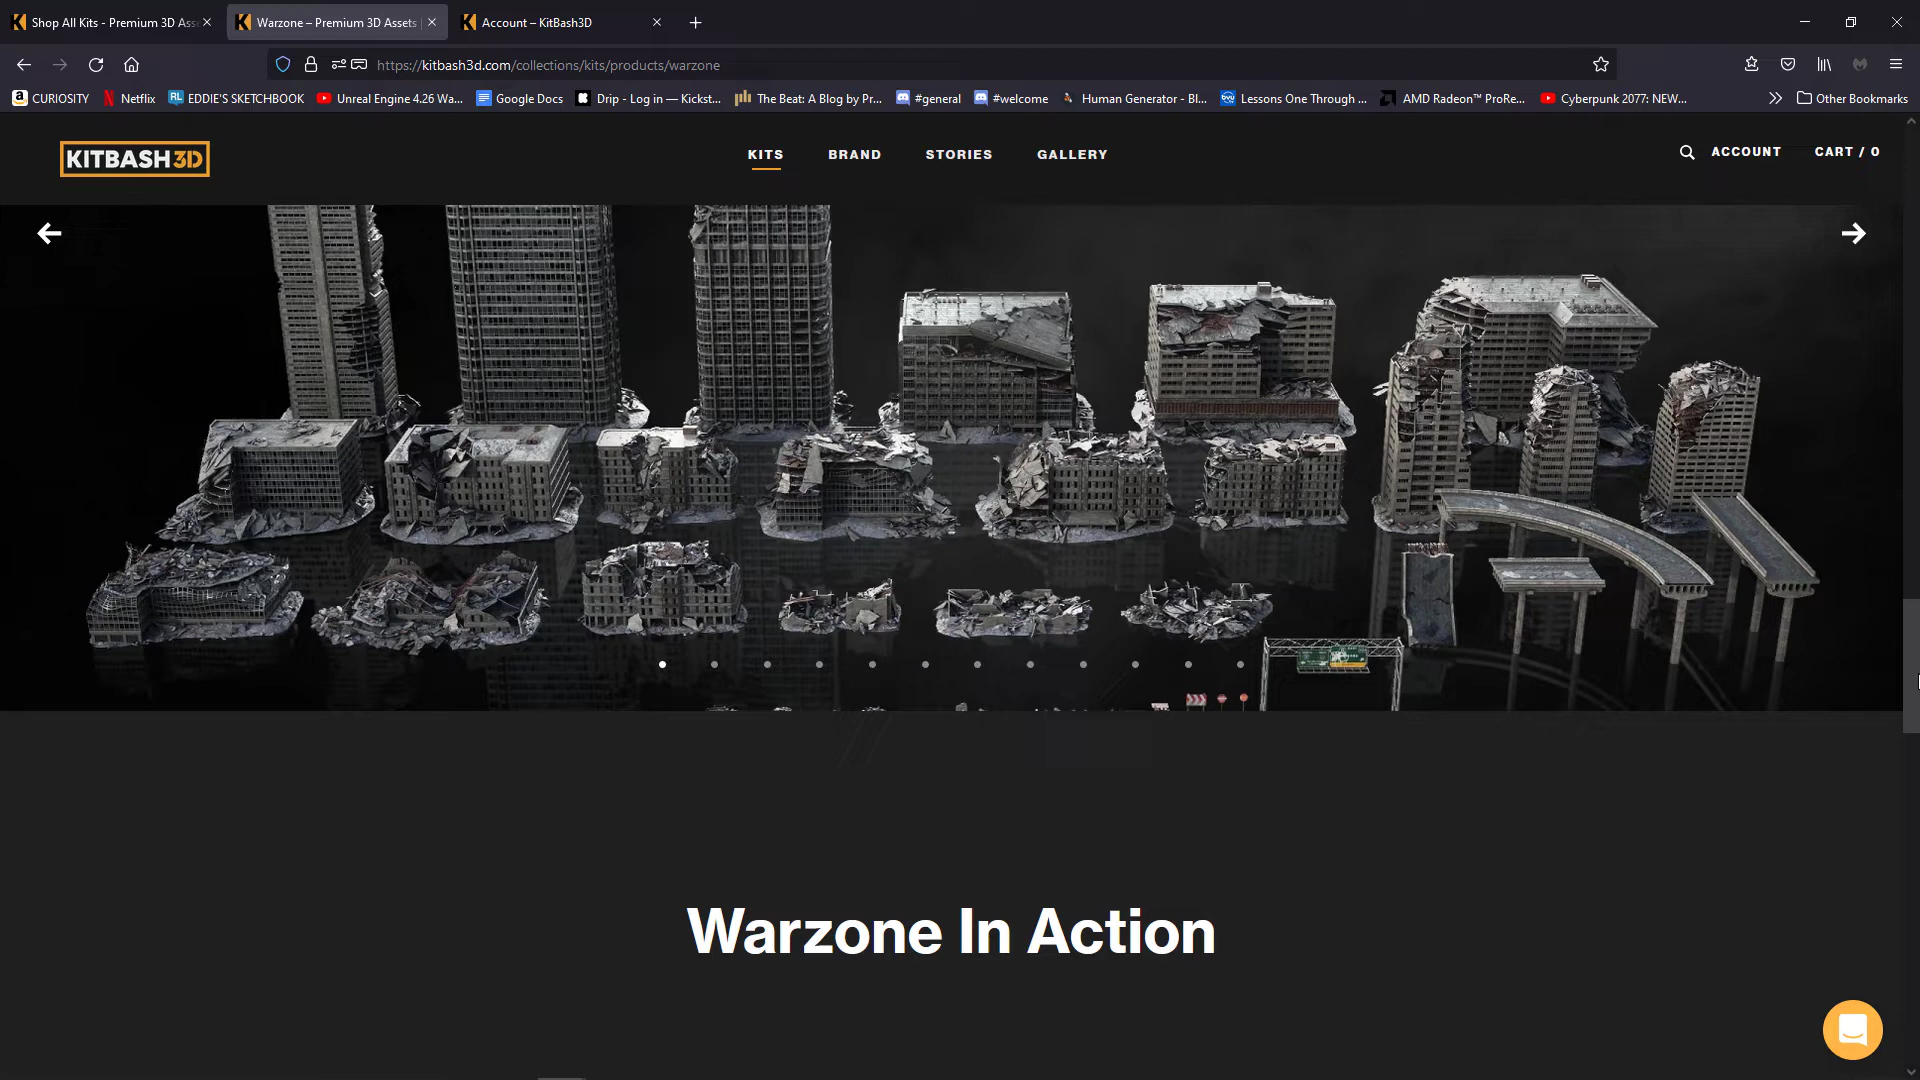 Shop All Kits - Premium 3D Ass
Warzone – Premium 3D Assets
Account – KitBash3D
https://kitbash3d.com/collections/kits/products/warzone
CURIOSITY
Netflix
EDDIE'S SKETCHBOOK
Unreal Engine 4.26 Wa...
Google Docs
Drip - Log in — Kickst...
The Beat: A Blog by Pr...
#general
#welcome
Human Generator - Bl...
Lessons One Through ...
AMD Radeon™ ProRe...
Cyberpunk 2077: NEW...
Other Bookmarks
KITBASH3D
KITS
BRAND
STORIES
GALLERY
ACCOUNT
CART / 0
Warzone In Action